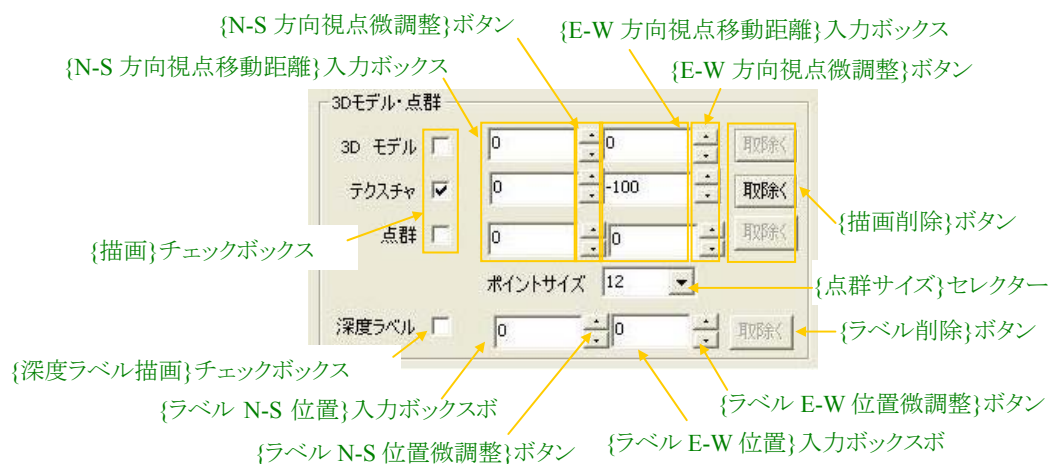 {N-S 方向視点微調整}ボタン
{E-W 方向視点移動距離}入力ボックス
{N-S 方向視点移動距離}入力ボックス
{E-W 方向視点微調整}ボタン
3Dモデル・点群
3D モデル 0 0 取除く
テクスチャ 0 -100 取除く
点群 0 0 取除く
{描画削除}ボタン
{描画}チェックボックス
ポイントサイズ 12
{点群サイズ}セレクター
深度ラベル 0 0 取除く
{ラベル削除}ボタン
{深度ラベル描画}チェックボックス
{ラベル N-S 位置}入力ボックスボ
{ラベル E-W 位置微調整}ボタン
{ラベル N-S 位置微調整}ボタン
{ラベル E-W 位置}入力ボックスボ